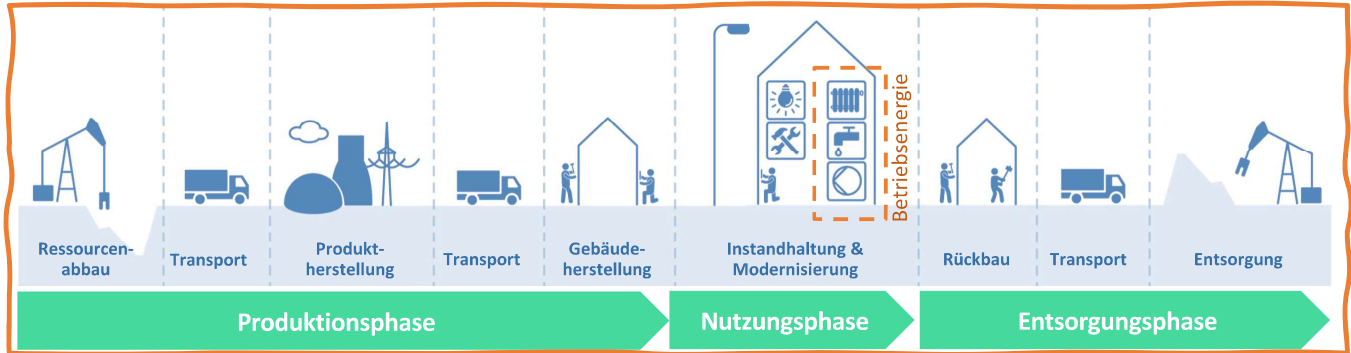 Betriebsenergie
Ressourcen-
abbau
Transport
Produkt-
herstellung
Transport
Gebäude-
herstellung
Instandhaltung &
Modernisierung
Rückbau
Transport
Entsorgung
Produktionsphase
Nutzungsphase
Entsorgungsphase